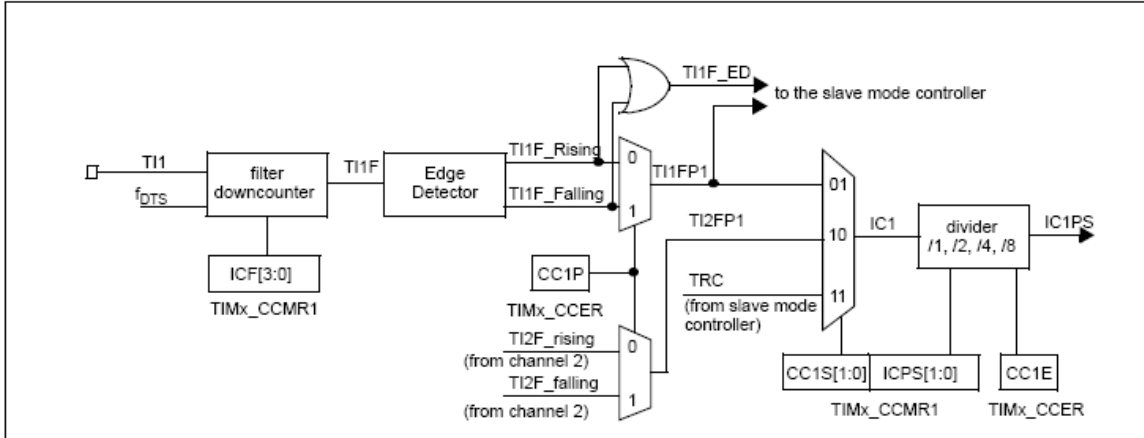 TI1F_ED
to the slave mode controller
TI1
f_DTS
filter
downcounter
TI1F
Edge
Detector
TI1F_Rising
TI1F_Falling
0
1
TI1FP1
TI2FP1
01
10
11
IC1
divider
/1, /2, /4, /8
IC1PS
ICF[3:0]
TIMx_CCMR1
CC1P
TIMx_CCER
TRC
(from slave mode
controller)
TI2F_rising
(from channel 2)
TI2F_falling
(from channel 2)
0
1
CC1S[1:0]
ICPS[1:0]
CC1E
TIMx_CCMR1
TIMx_CCER